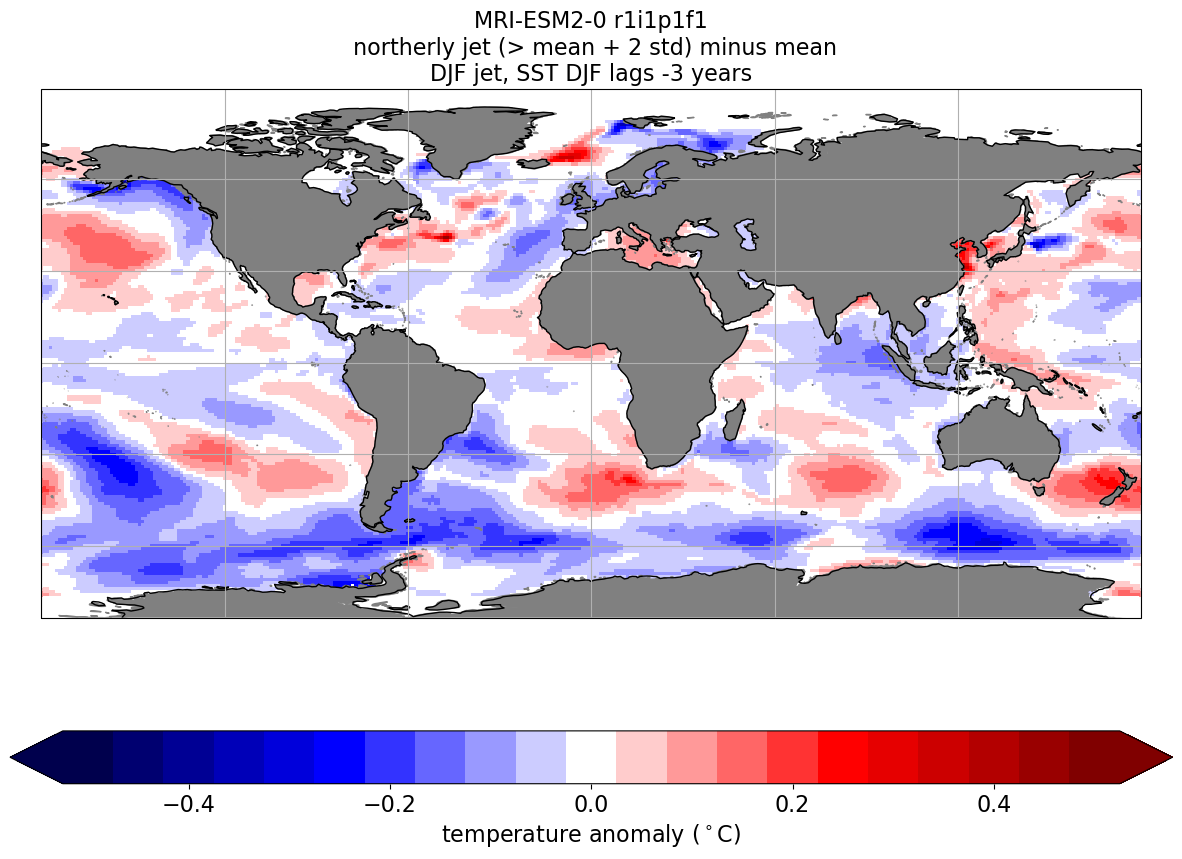 MRI-ESM2-0 r1i1p1f1
northerly jet (> mean + 2 std) minus mean
DJF jet, SST DJF lags -3 years
−0.4 −0.2 0.0 0.2 0.4
temperature anomaly (°C)